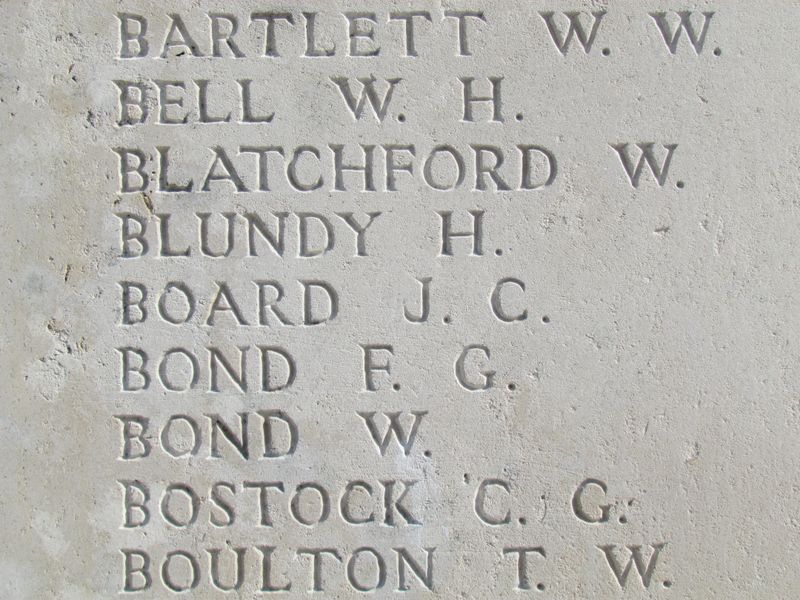 BARTLETT W. W.
BELL W. H.
BLATCHFORD W.
BLUNDY H.
BOARD J. C.
BOND F. G.
BOND W.
BOSTOCK C. G.
BOULTON T. W.